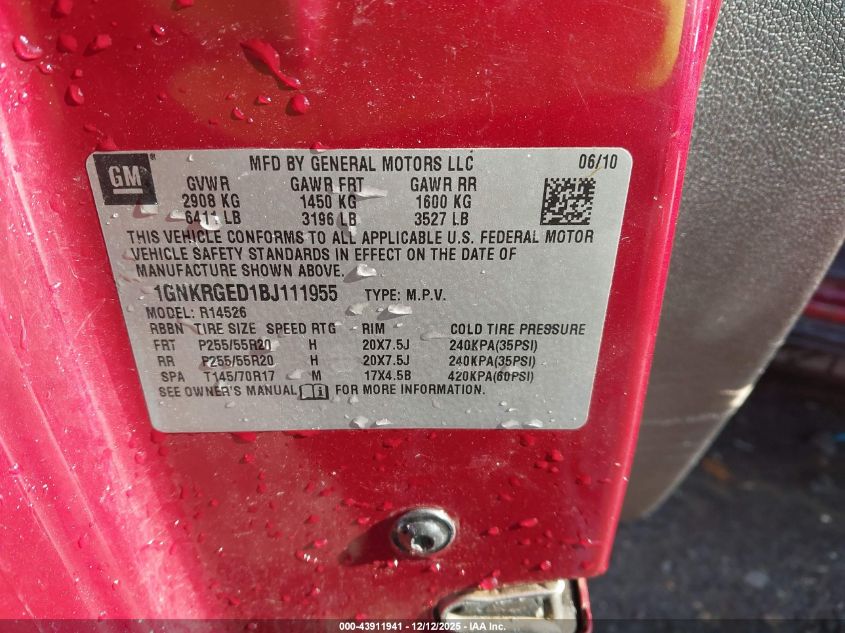 GM ® MFD BY GENERAL MOTORS LLC 06/10
GVWR GAWR FRT GAWR RR
2908 KG 1450 KG 1600 KG
6411 LB 3196 LB 3527 LB
THIS VEHICLE CONFORMS TO ALL APPLICABLE U.S. FEDERAL MOTOR
VEHICLE SAFETY STANDARDS IN EFFECT ON THE DATE OF
MANUFACTURE SHOWN ABOVE.
1GNKRGED1BJ111955 TYPE: M.P.V.
MODEL: R14526
RBBN TIRE SIZE SPEED RTG RIM COLD TIRE PRESSURE
FRT P255/55R20 H 20X7.5J 240KPA(35PSI)
RR P255/55R20 H 20X7.5J 240KPA(35PSI)
SPA T145/70R17 M 17X4.5B 420KPA(60PSI)
SEE OWNER'S MANUAL FOR MORE INFORMATION.
000-43911941 - 12/12/2025 - IAA Inc.